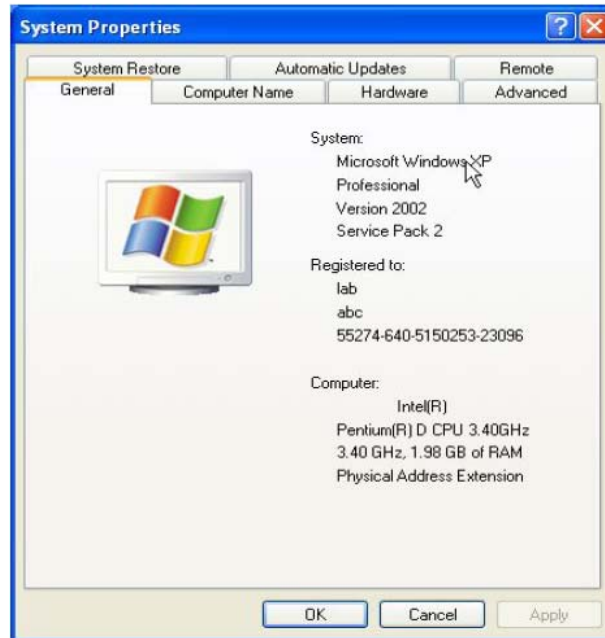 System Properties
?
X
System Restore
Automatic Updates
Remote
General
Computer Name
Hardware
Advanced
System:
Microsoft Windows XP
Professional
Version 2002
Service Pack 2
Registered to:
lab
abc
55274-640-5150253-23096
Computer:
Intel(R)
Pentium(R) D CPU 3.40GHz
3.40 GHz, 1.98 GB of RAM
Physical Address Extension
OK
Cancel
Apply